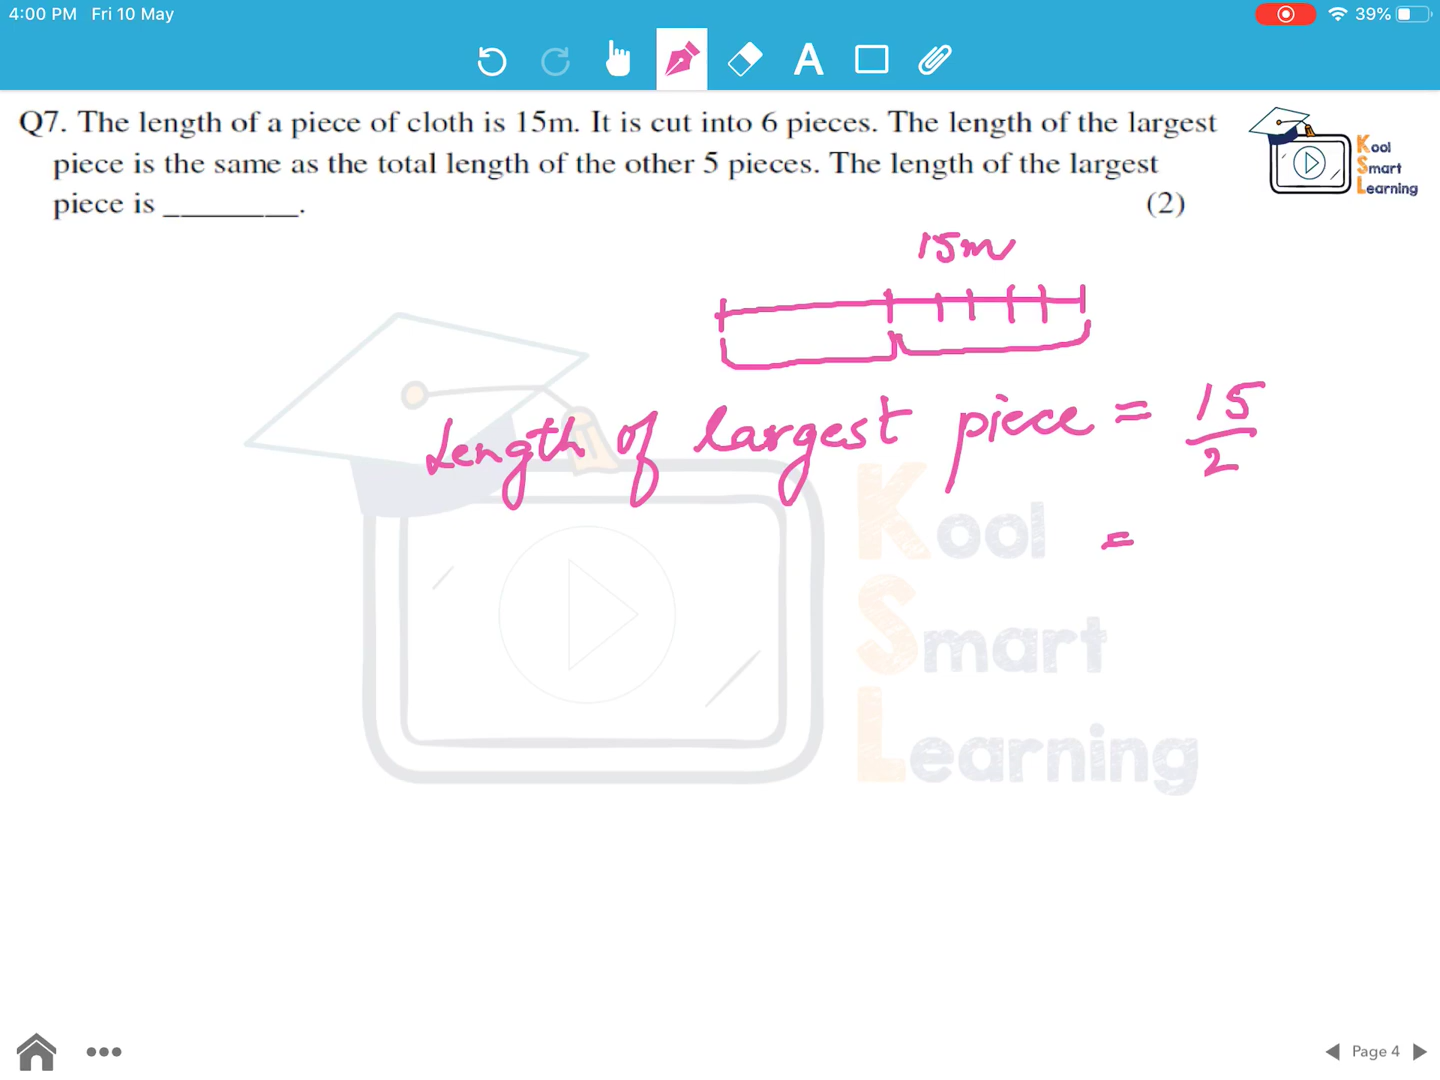 4:00 PM Fri 10 May 39%
A
Q7. The length of a piece of cloth is 15m. It is cut into 6 pieces. The length of the largest
piece is the same as the total length of the other 5 pieces. The length of the largest
piece is ________. (2)
Kool
Smart
Learning
15m
Length of largest piece = 15
2
=
Kool
Smart
Learning
Page 4